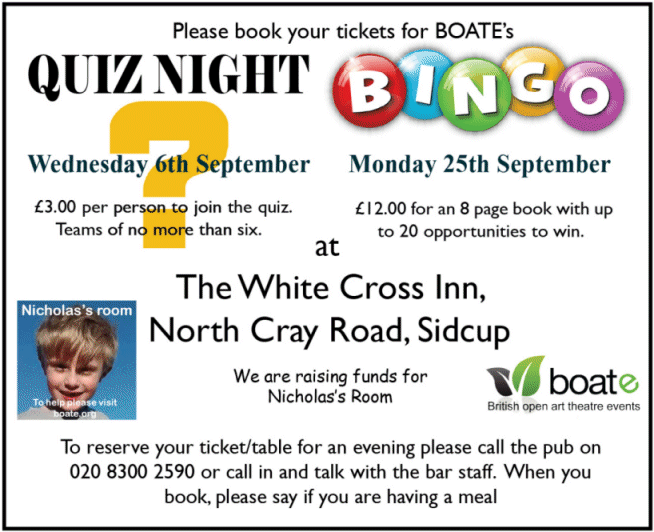 Please book your tickets for BOATE's
QUIZ NIGHT
BINGO
Wednesday 6th September
Monday 25th September
£3.00 per person to join the quiz.
Teams of no more than six.
£12.00 for an 8 page book with up
to 20 opportunities to win.
at
The White Cross Inn,
North Cray Road, Sidcup
Nicholas's room
To help please visit
boate.org
We are raising funds for
Nicholas's Room
boate
British open art theatre events
To reserve your ticket/table for an evening please call the pub on
020 8300 2590 or call in and talk with the bar staff. When you
book, please say if you are having a meal